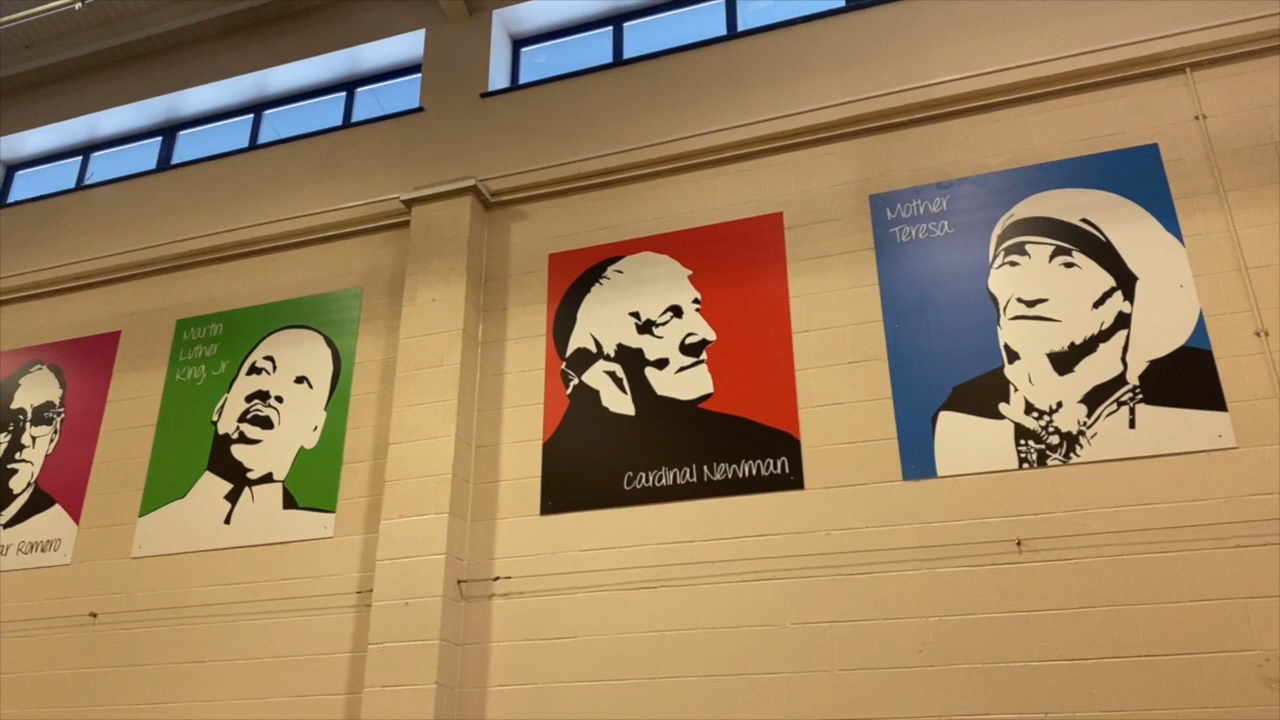 ar Romero
Martin
Luther
King, Jr
Cardinal Newman
Mother
Teresa